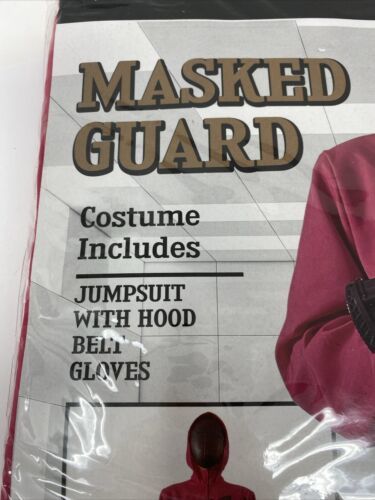 MASKED
GUARD
Costume
Includes
JUMPSUIT
WITH HOOD
BELT
GLOVES